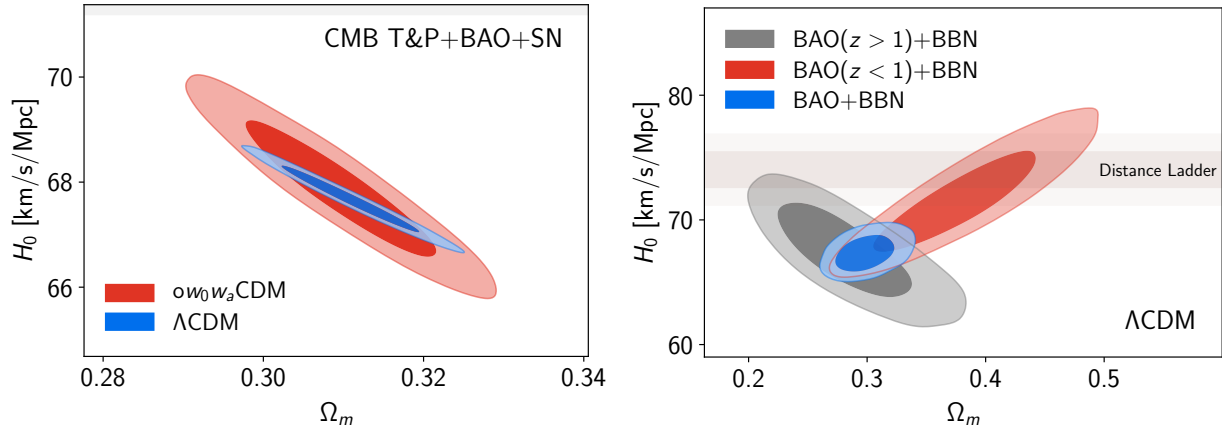 CMB T&P+BAO+SN
70
68
66
H₀ [km/s/Mpc]
ow₀wₐCDM
ΛCDM
0.28
0.30
0.32
0.34
Ωₘ
BAO(z > 1)+BBN
BAO(z < 1)+BBN
BAO+BBN
80
70
60
H₀ [km/s/Mpc]
Distance Ladder
ΛCDM
0.2
0.3
0.4
0.5
Ωₘ